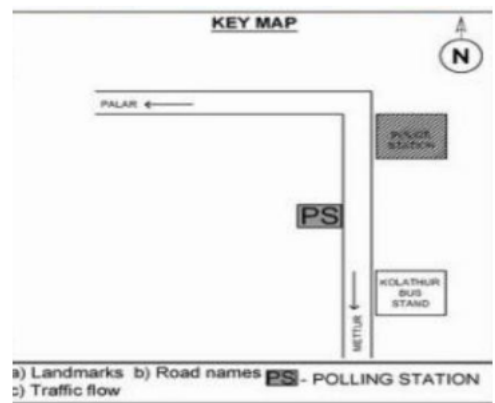 KEY MAP
N
PALAR
POLICE
STATION
PS
KOLATHUR
BUS
STAND
METTUR
a) Landmarks b) Road names PS - POLLING STATION
c) Traffic flow